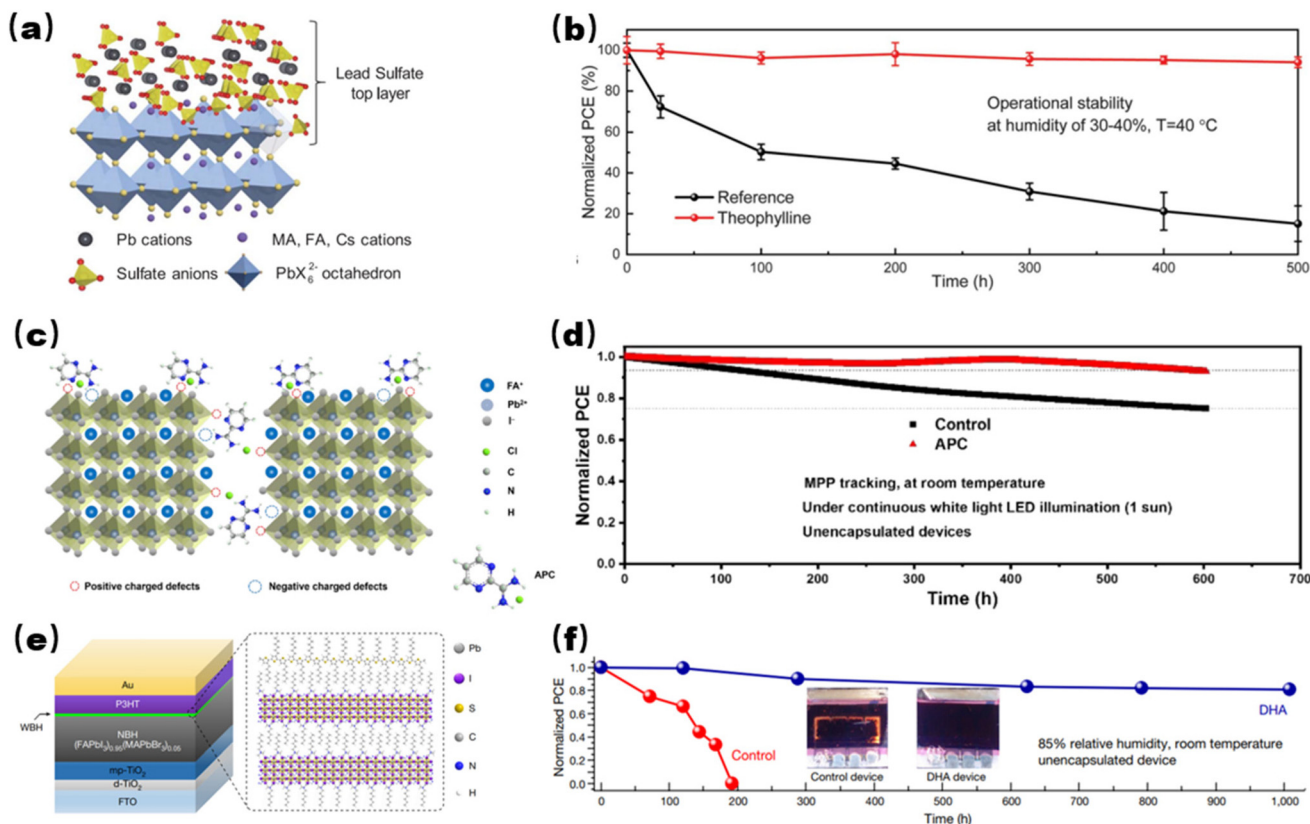 (a)
Lead Sulfate
top layer
Pb cations
MA, FA, Cs cations
Sulfate anions
PbX₆²⁻ octahedron
(b)
Normalized PCE (%)
100
80
60
40
20
0
Operational stability
at humidity of 30-40%, T=40 °C
Reference
Theophylline
0 100 200 300 400 500
Time (h)
(c)
FA⁺
Pb²⁺
I⁻
Cl
C
N
H
APC
Positive charged defects
Negative charged defects
(d)
Normalized PCE
1.0
0.8
0.6
0.4
0.2
0.0
Control
APC
MPP tracking, at room temperature
Under continuous white light LED illumination (1 sun)
Unencapsulated devices
0 100 200 300 400 500 600 700
Time (h)
(e)
Au
P3HT
WBH
NBH
(FAPbI₃)₀.₉₅(MAPbBr₃)₀.₀₅
mp-TiO₂
d-TiO₂
FTO
Pb
I
S
C
N
H
(f)
Normalized PCE
1.0
0.8
0.6
0.4
0.2
0
Control
Control device
DHA device
DHA
85% relative humidity, room temperature
unencapsulated device
0 100 200 300 400 500 600 700 800 900 1,000
Time (h)